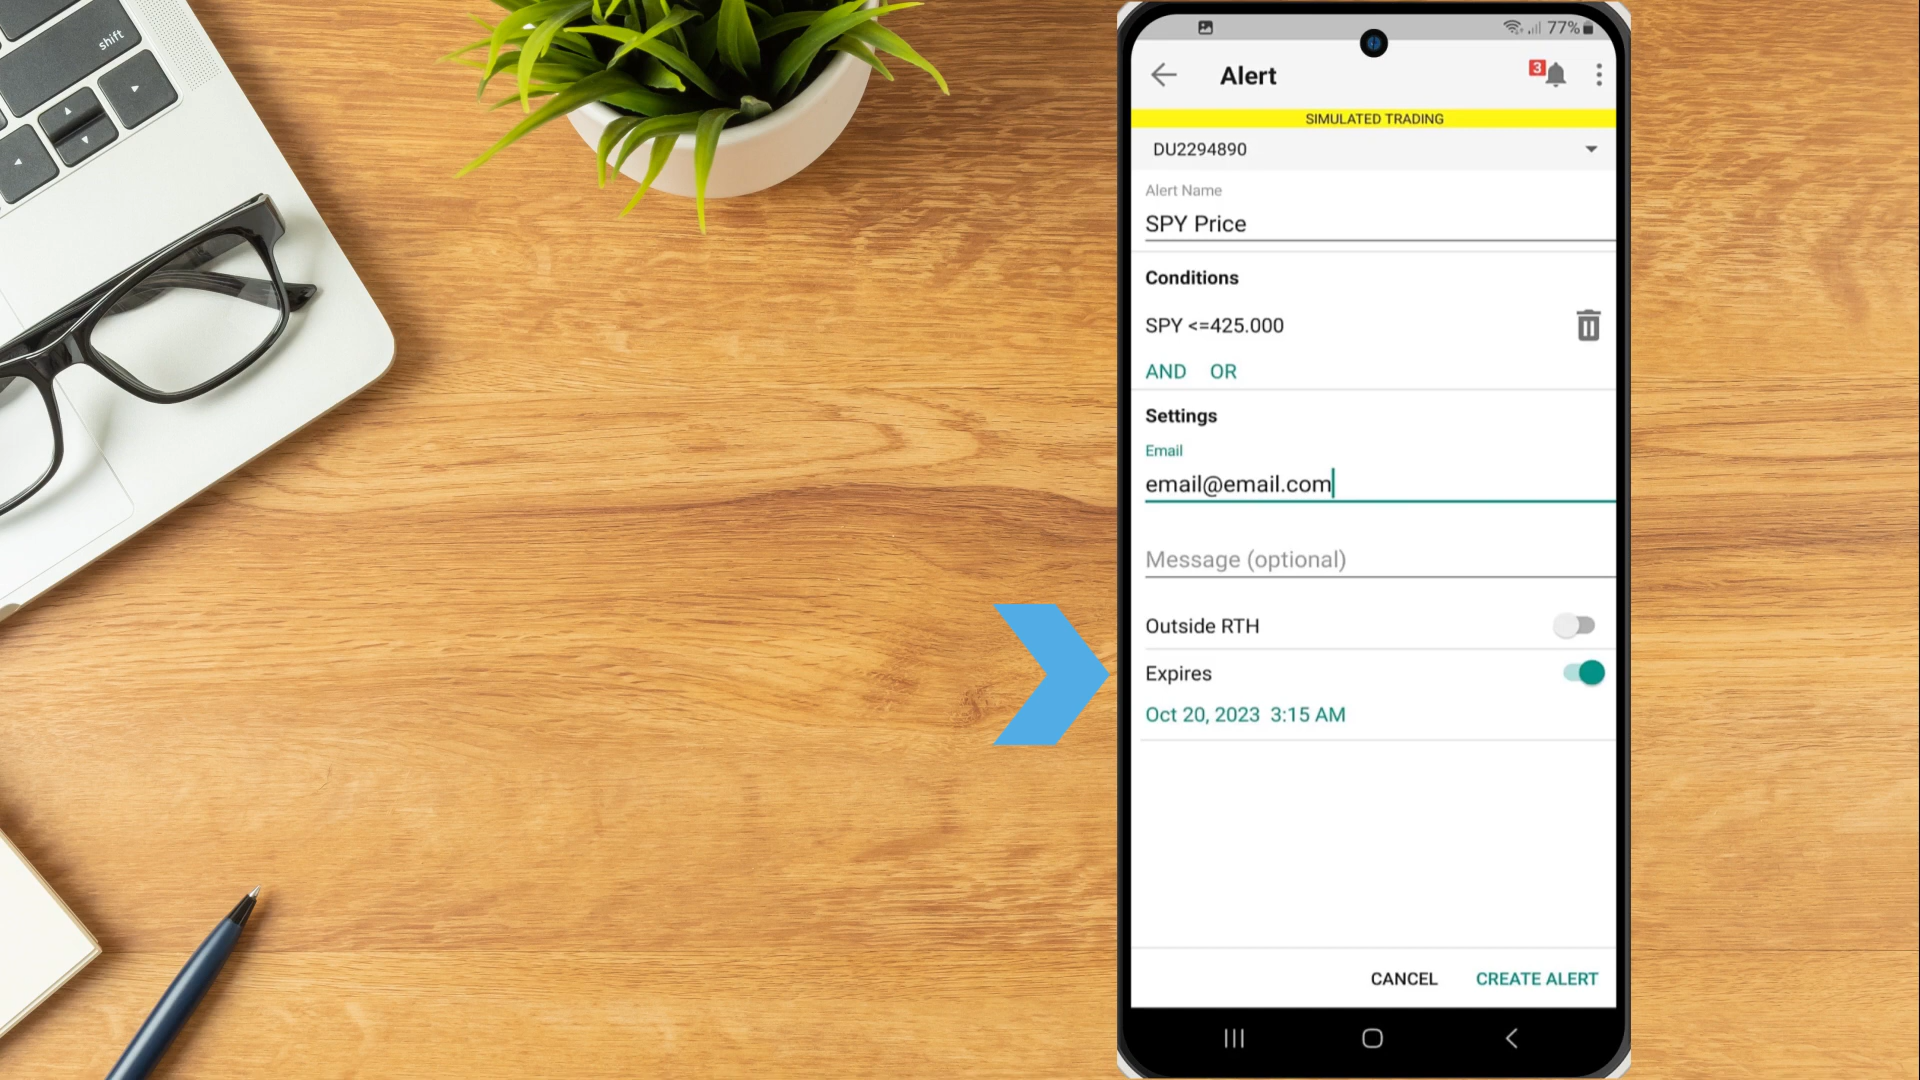 shift
77%
Alert
3
SIMULATED TRADING
DU2294890
Alert Name
SPY Price
Conditions
SPY <=425.000
AND OR
Settings
Email
email@email.com
Message (optional)
Outside RTH
Expires
Oct 20, 2023 3:15 AM
CANCEL CREATE ALERT